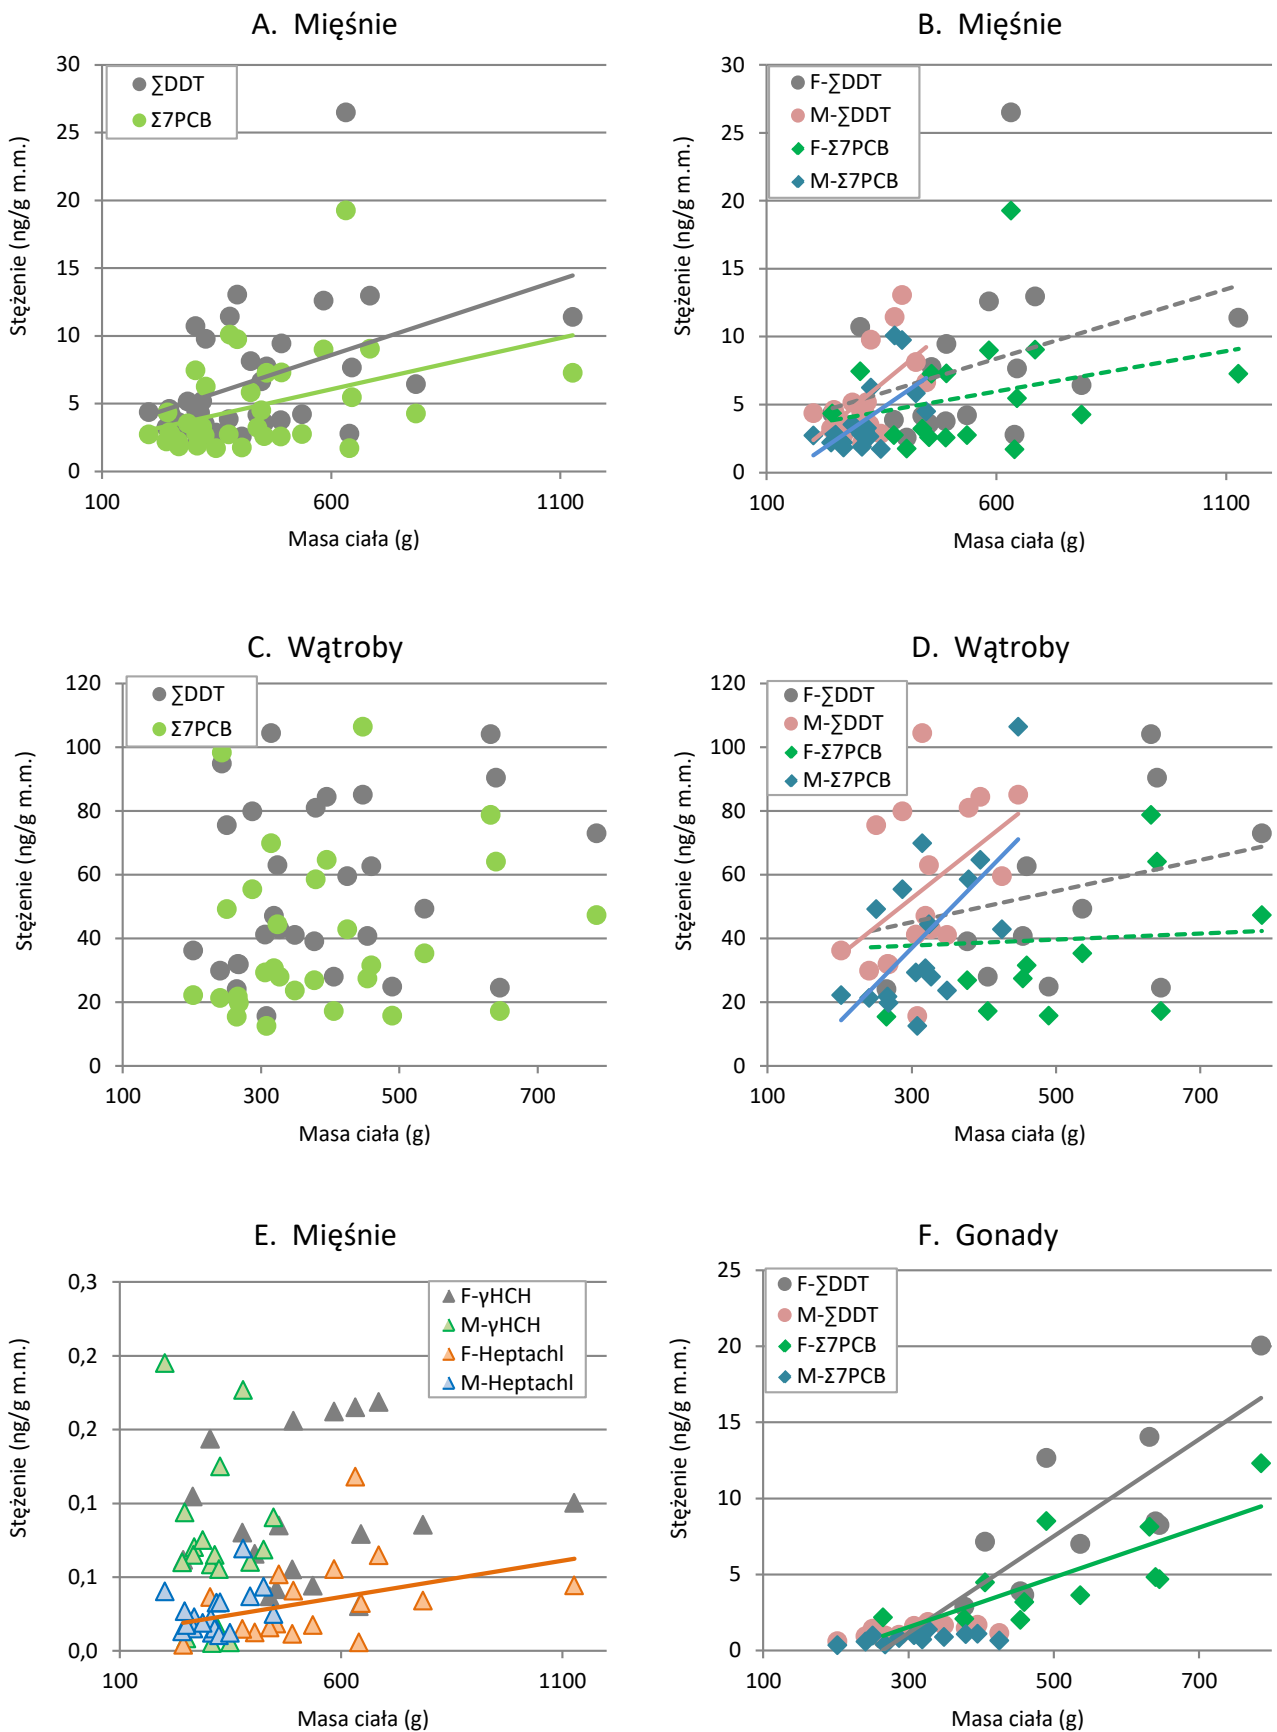 A. Mięśnie
Stężenie (ng/g m.m.)
30
25
20
15
10
5
0
∑DDT
Σ7PCB
100
600
1100
Masa ciała (g)
B. Mięśnie
Stężenie (ng/g m.m.)
30
25
20
15
10
5
0
F-∑DDT
M-∑DDT
F-Σ7PCB
M-Σ7PCB
100
600
1100
Masa ciała (g)
C. Wątroby
Stężenie (ng/g m.m.)
120
100
80
60
40
20
0
∑DDT
Σ7PCB
100
300
500
700
Masa ciała (g)
D. Wątroby
Stężenie (ng/g m.m.)
120
100
80
60
40
20
0
F-∑DDT
M-∑DDT
F-Σ7PCB
M-Σ7PCB
100
300
500
700
Masa ciała (g)
E. Mięśnie
Stężenie (ng/g m.m.)
0,3
0,2
0,2
0,1
0,1
0,0
F-γHCH
M-γHCH
F-Heptachl
M-Heptachl
100
600
1100
Masa ciała (g)
F. Gonady
Stężenie (ng/g m.m.)
25
20
15
10
5
0
F-∑DDT
M-∑DDT
F-Σ7PCB
M-Σ7PCB
100
300
500
700
Masa ciała (g)